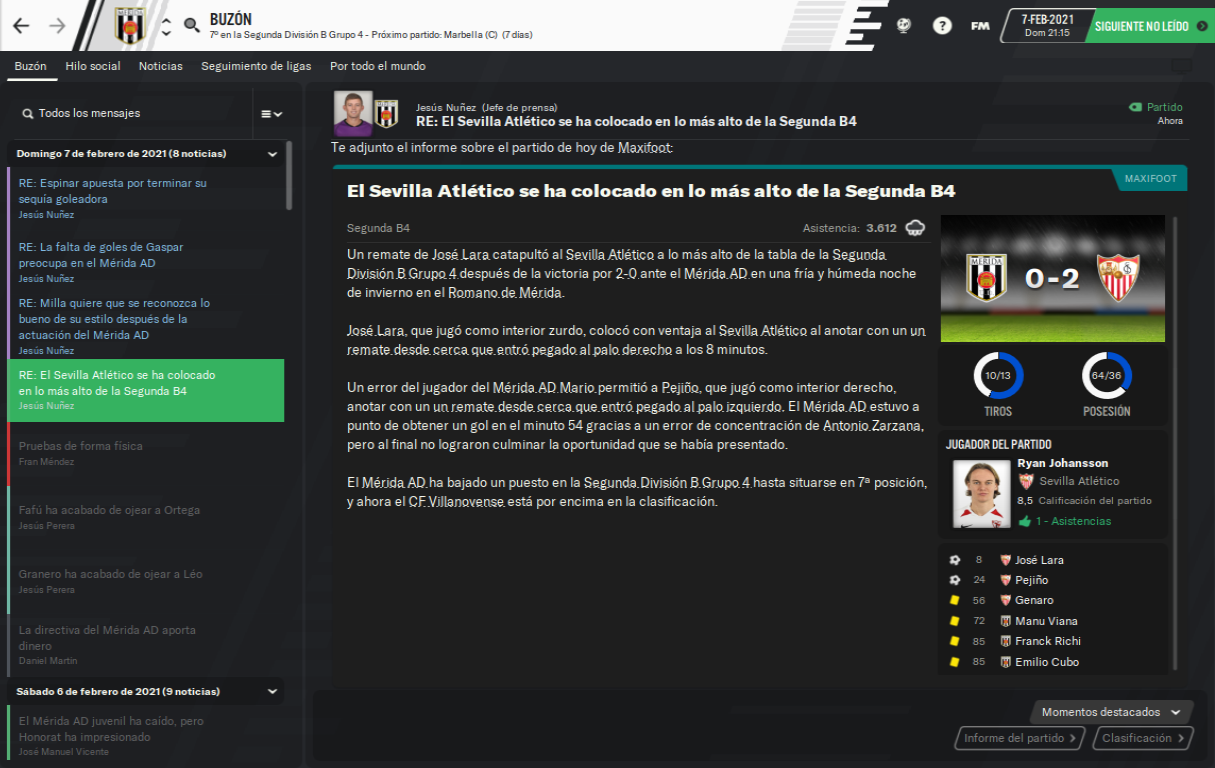 BUZÓN
7º en la Segunda División B Grupo 4 - Próximo partido: Marbella (C) (7 días)
FM
7-FEB-2021
Dom 21:15
SIGUIENTE NO LEÍDO
Buzón
Hilo social
Noticias
Seguimiento de ligas
Por todo el mundo
Todos los mensajes
Domingo 7 de febrero de 2021 (8 noticias)
RE: Espinar apuesta por terminar su
sequía goleadora
Jesús Nuñez
RE: La falta de goles de Gaspar
preocupa en el Mérida AD
Jesús Nuñez
RE: Milla quiere que se reconozca lo
bueno de su estilo después de la
actuación del Mérida AD
Jesús Nuñez
RE: El Sevilla Atlético se ha colocado
en lo más alto de la Segunda B4
Jesús Nuñez
Pruebas de forma física
Fran Méndez
Fafú ha acabado de ojear a Ortega
Jesús Perera
Granero ha acabado de ojear a Léo
Jesús Perera
La directiva del Mérida AD aporta
dinero
Daniel Martín
Sábado 6 de febrero de 2021 (9 noticias)
El Mérida AD juvenil ha caído, pero
Honorat ha impresionado
José Manuel Vicente
Jesús Nuñez (Jefe de prensa)
RE: El Sevilla Atlético se ha colocado en lo más alto de la Segunda B4
Partido
Ahora
Te adjunto el informe sobre el partido de hoy de Maxifoot:
MAXIFOOT
El Sevilla Atlético se ha colocado en lo más alto de la Segunda B4
Segunda B4
Asistencia: 3.612
Un remate de José Lara catapultó al Sevilla Atlético a lo más alto de la tabla de la Segunda
División B Grupo 4 después de la victoria por 2-0 ante el Mérida AD en una fría y húmeda noche
de invierno en el Romano de Mérida.
José Lara, que jugó como interior zurdo, colocó con ventaja al Sevilla Atlético al anotar con un un
remate desde cerca que entró pegado al palo derecho a los 8 minutos.
Un error del jugador del Mérida AD Mario permitió a Pejiño, que jugó como interior derecho,
anotar con un un remate desde cerca que entró pegado al palo izquierdo. El Mérida AD estuvo a
punto de obtener un gol en el minuto 54 gracias a un error de concentración de Antonio Zarzana,
pero al final no lograron culminar la oportunidad que se había presentado.
El Mérida AD ha bajado un puesto en la Segunda División B Grupo 4 hasta situarse en 7ª posición,
y ahora el CF Villanovense está por encima en la clasificación.
MÉRIDA
0 - 2
10/13
TIROS
64/36
POSESIÓN
JUGADOR DEL PARTIDO
Ryan Johansson
Sevilla Atlético
8,5 Calificación del partido
1 - Asistencias
8 José Lara
24 Pejiño
56 Genaro
72 Manu Viana
85 Franck Richi
85 Emilio Cubo
Momentos destacados
Informe del partido
Clasificación